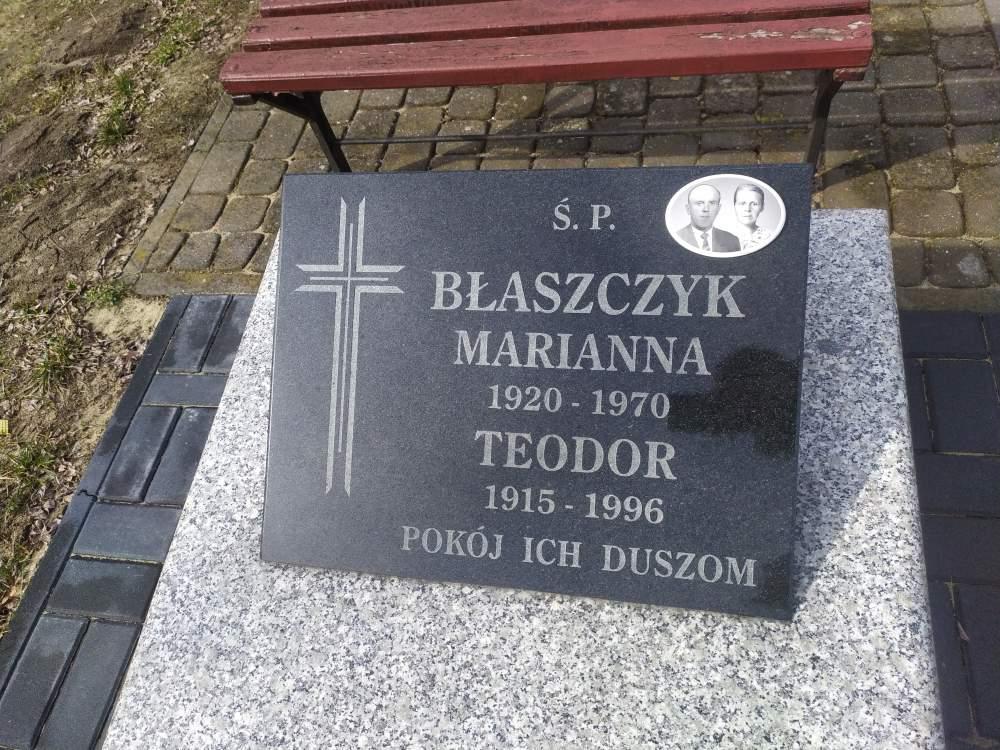 Ś. P.
BŁASZCZYK
MARIANNA
1920 - 1970
TEODOR
1915 - 1996
POKÓJ ICH DUSZOM